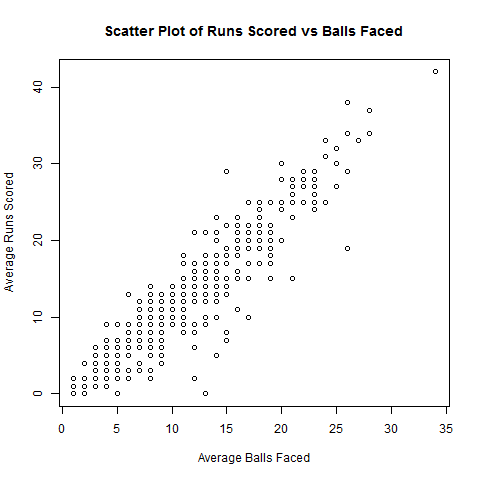 Scatter Plot of Runs Scored vs Balls Faced
Average Runs Scored
40
30
20
10
0
0 5 10 15 20 25 30 35
Average Balls Faced